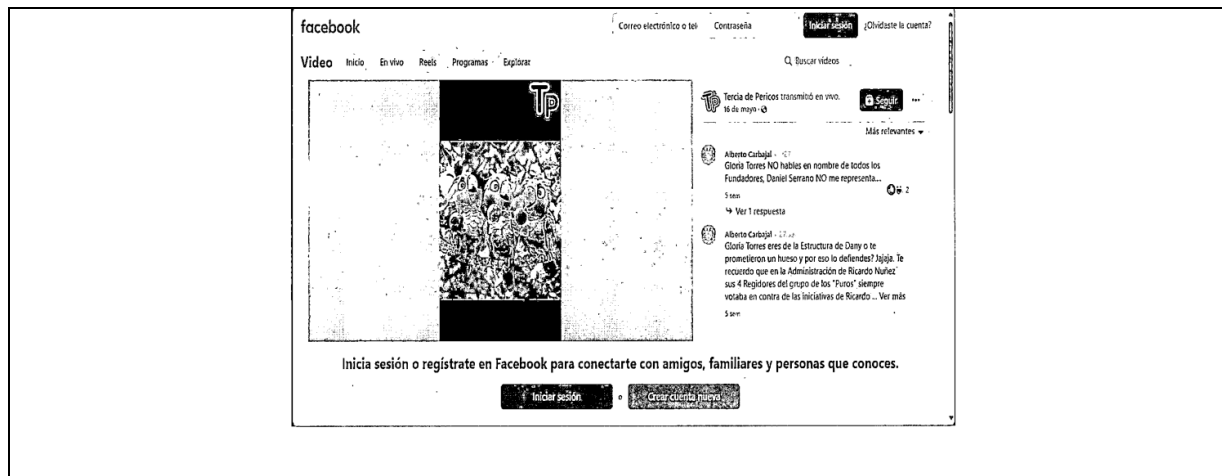 facebook
Correo electrónico o tel
Contraseña
Iniciar sesión
¿Olvidaste la cuenta?
Video
Inicio
En vivo
Reels
Programas
Explorar
Buscar videos
TP
TP
Tercia de Pericos transmitió en vivo.
16 de mayo ·
Seguir
...
Más relevantes
Alberto Carbajal ·
Gloria Torres NO hables en nombre de todos los
Fundadores, Daniel Serrano NO me representa...
2
5 sem
Ver 1 respuesta
Alberto Carbajal ·
Gloria Torres eres de la Estructura de Dany o te
prometieron un hueso y por eso lo defiendes? Jajaja. Te
recuerdo que en la Administración de Ricardo Nuñez
sus 4 Regidores del grupo de los "Puros" siempre
votaba en contra de las iniciativas de Ricardo ... Ver más
5 sem
Inicia sesión o regístrate en Facebook para conectarte con amigos, familiares y personas que conoces.
Iniciar sesión
o
Crear cuenta nueva